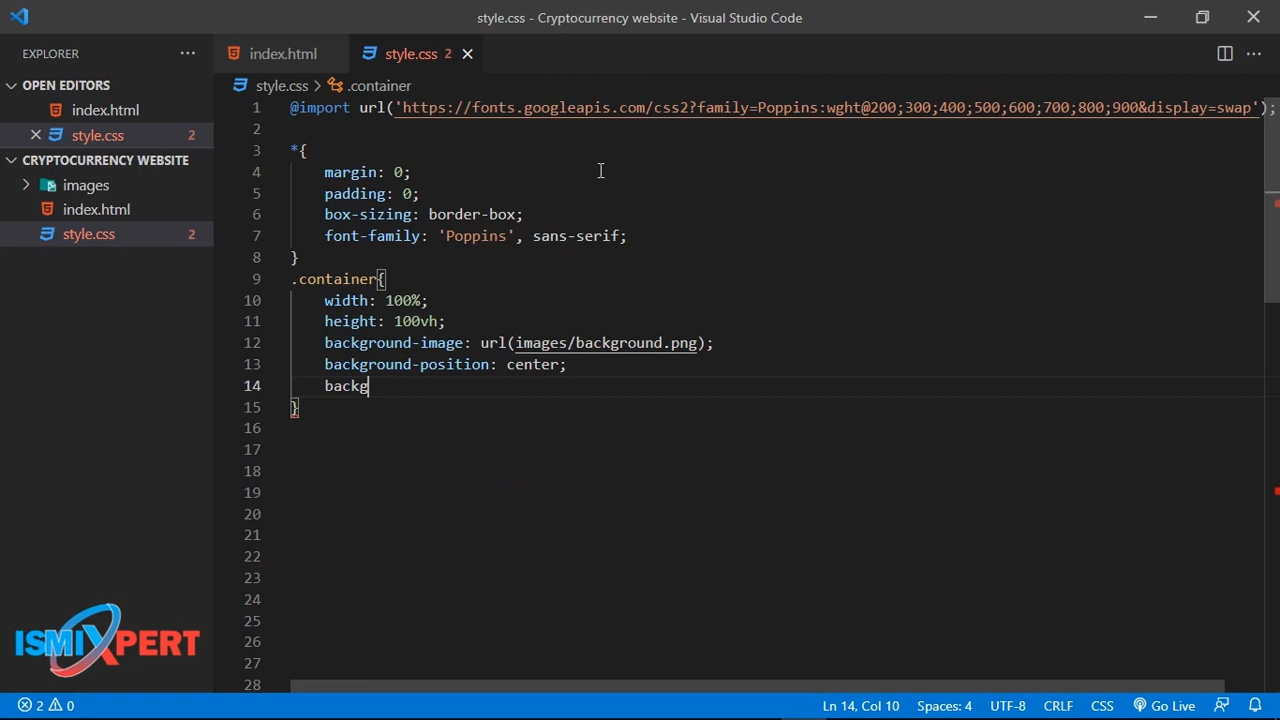 style.css - Cryptocurrency website - Visual Studio Code
EXPLORER
index.html
style.css 2
OPEN EDITORS
style.css > .container
index.html
style.css 2
CRYPTOCURRENCY WEBSITE
images
index.html
style.css 2
1 @import url('https://fonts.googleapis.com/css2?family=Poppins:wght@200;300;400;500;600;700;800;900&display=swap');
2
3 *{
4 margin: 0;
5 padding: 0;
6 box-sizing: border-box;
7 font-family: 'Poppins', sans-serif;
8 }
9 .container{
10 width: 100%;
11 height: 100vh;
12 background-image: url(images/background.png);
13 background-position: center;
14 backg
15 }
16
17
18
19
20
21
22
23
24
25
26
27
28
ISMIXPERT
2 0
Ln 14, Col 10
Spaces: 4
UTF-8
CRLF
CSS
Go Live